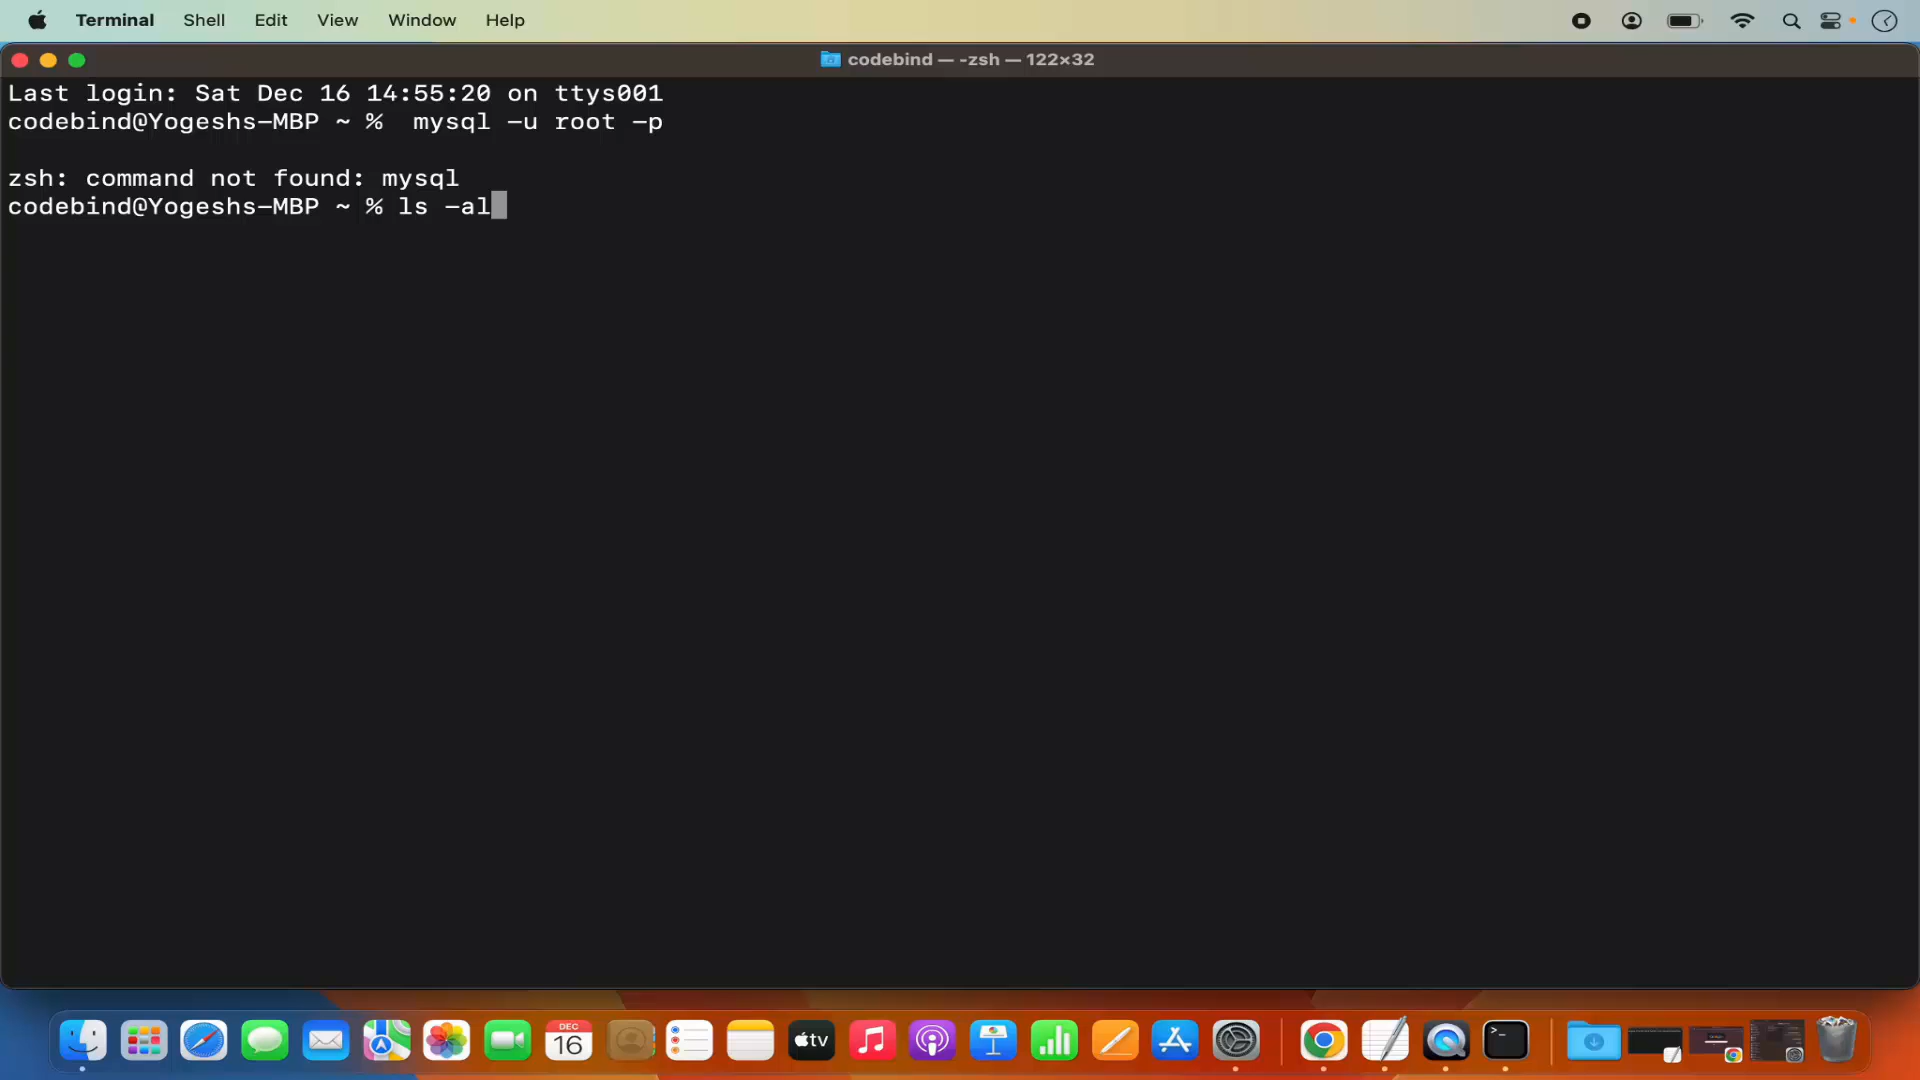 Terminal Shell Edit View Window Help
codebind — -zsh — 122×32
Last login: Sat Dec 16 14:55:20 on ttys001
codebind@Yogeshs-MBP ~ %  mysql -u root -p
zsh: command not found: mysql
codebind@Yogeshs-MBP ~ % ls -al
DEC
16
tv
>_